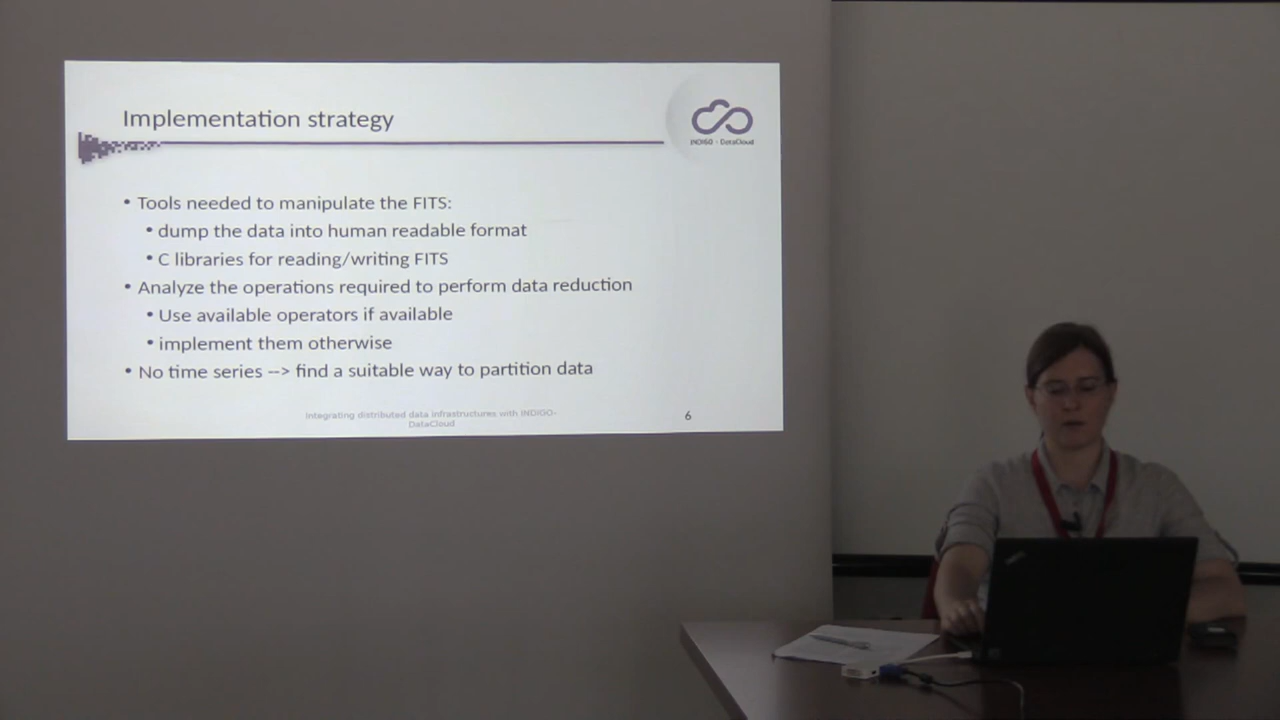 Implementation strategy
INDIGO - DataCloud
• Tools needed to manipulate the FITS:
• dump the data into human readable format
• C libraries for reading/writing FITS
• Analyze the operations required to perform data reduction
• Use available operators if available
• implement them otherwise
• No time series --> find a suitable way to partition data
Integrating distributed data infrastructures with INDIGO-
DataCloud
6